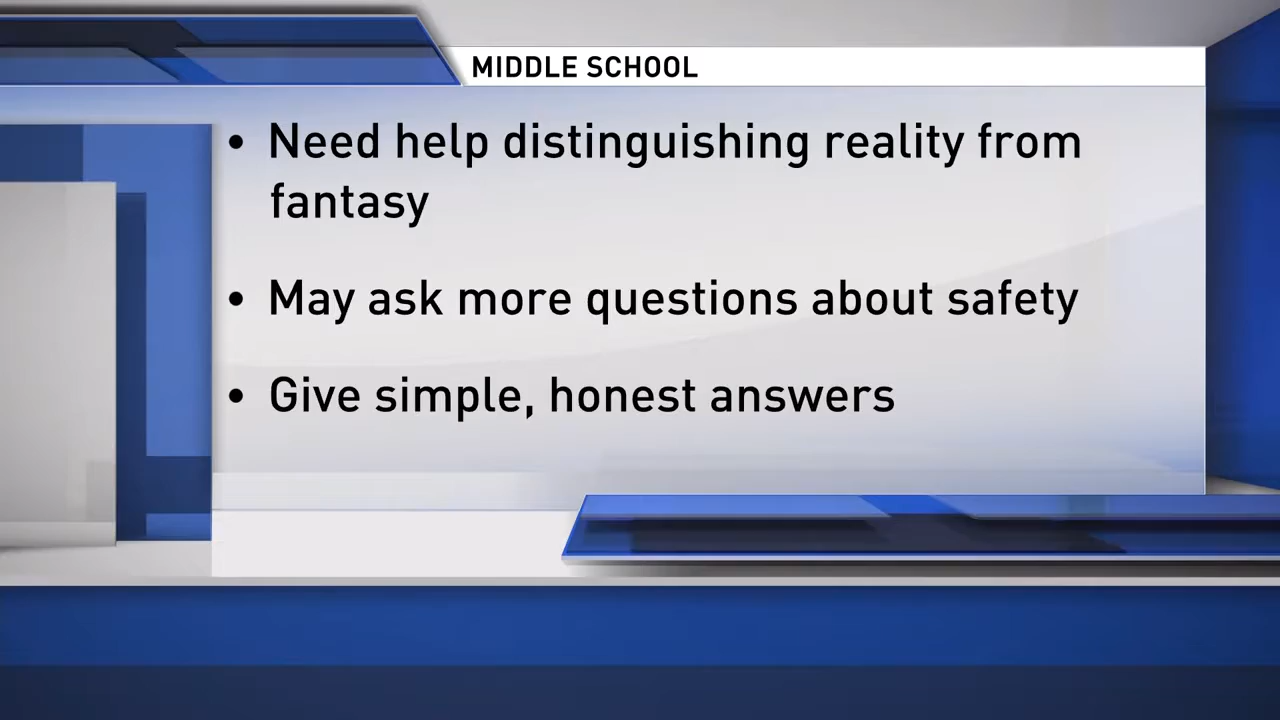 MIDDLE SCHOOL
• Need help distinguishing reality from
fantasy
• May ask more questions about safety
• Give simple, honest answers